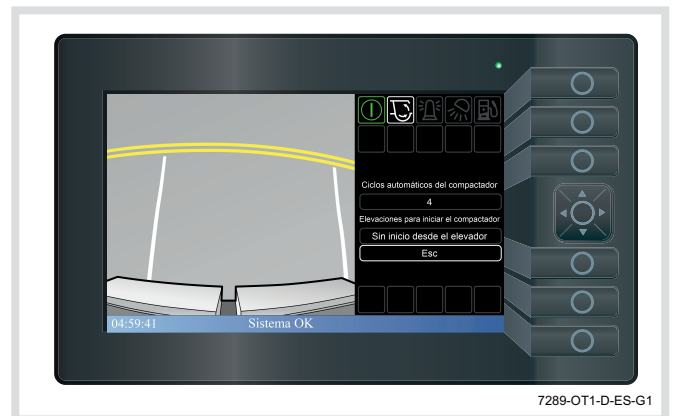 Ciclos automáticos del compactador
4
Elevaciones para iniciar el compactador
Sin inicio desde el elevador
Esc
04:59:41 Sistema OK
7289-OT1-D-ES-G1